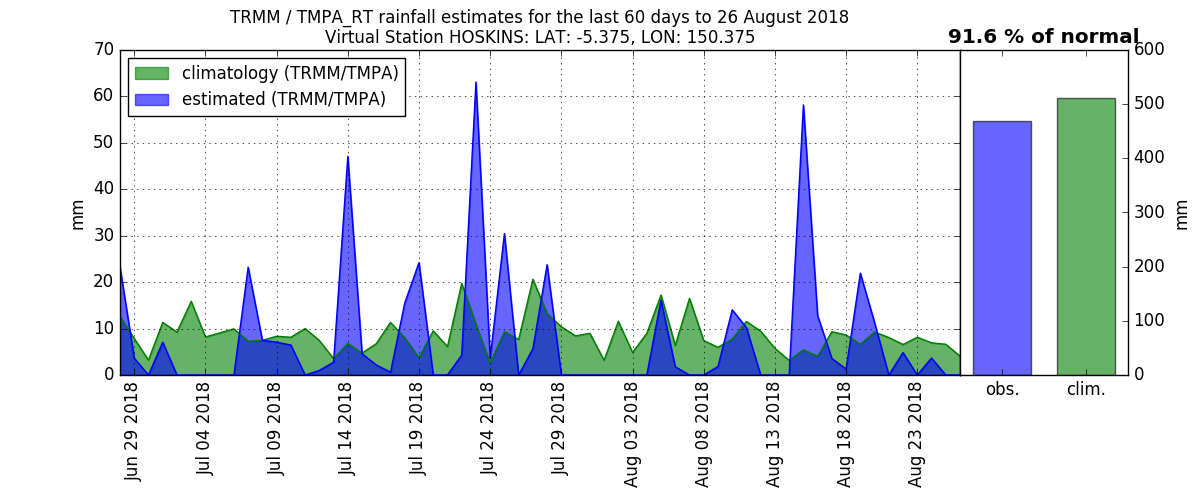 TRMM / TMPA_RT rainfall estimates for the last 60 days to 26 August 2018
Virtual Station HOSKINS: LAT: -5.375, LON: 150.375
91.6 % of normal
climatology (TRMM/TMPA)
estimated (TRMM/TMPA)
mm
70
60
50
40
30
20
10
0
Jun 29 2018
Jul 04 2018
Jul 09 2018
Jul 14 2018
Jul 19 2018
Jul 24 2018
Jul 29 2018
Aug 03 2018
Aug 08 2018
Aug 13 2018
Aug 18 2018
Aug 23 2018
600
500
400
300
200
100
0
mm
obs.
clim.